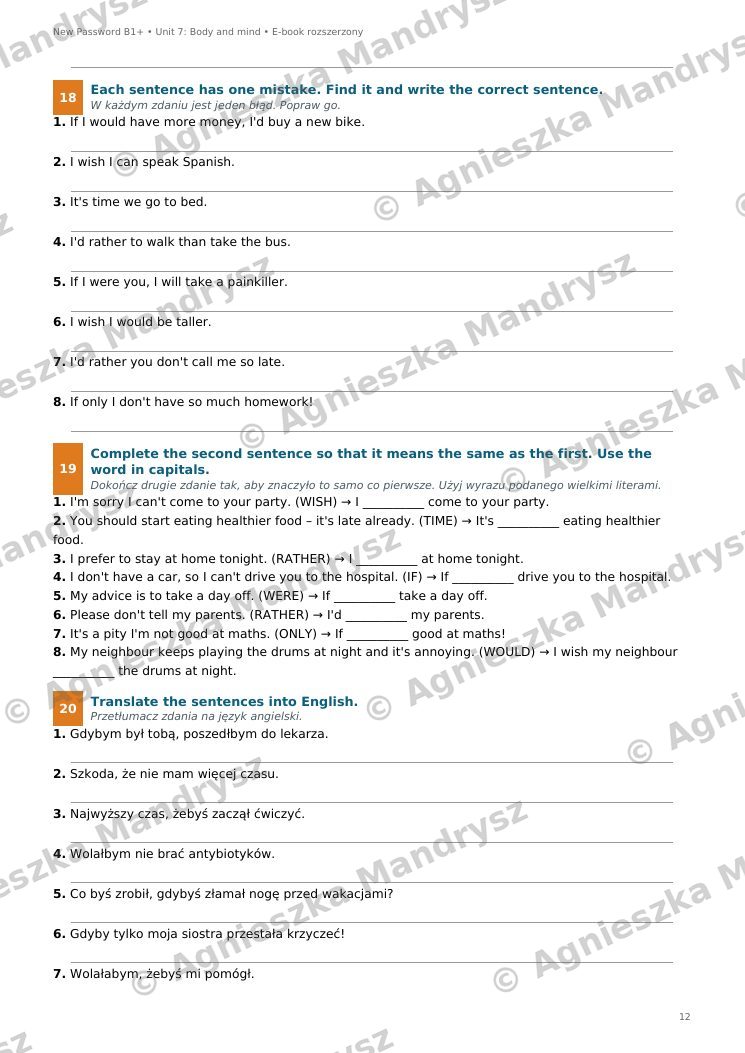 New Password B1+ • Unit 7: Body and mind • E-book rozszerzony
18
Each sentence has one mistake. Find it and write the correct sentence.
W każdym zdaniu jest jeden błąd. Popraw go.
1. If I would have more money, I'd buy a new bike.
2. I wish I can speak Spanish.
3. It's time we go to bed.
4. I'd rather to walk than take the bus.
5. If I were you, I will take a painkiller.
6. I wish I would be taller.
7. I'd rather you don't call me so late.
8. If only I don't have so much homework!
19
Complete the second sentence so that it means the same as the first. Use the
word in capitals.
Dokończ drugie zdanie tak, aby znaczyło to samo co pierwsze. Użyj wyrazu podanego wielkimi literami.
1. I'm sorry I can't come to your party. (WISH) → I __________ come to your party.
2. You should start eating healthier food – it's late already. (TIME) → It's __________ eating healthier
food.
3. I prefer to stay at home tonight. (RATHER) → I __________ at home tonight.
4. I don't have a car, so I can't drive you to the hospital. (IF) → If __________ drive you to the hospital.
5. My advice is to take a day off. (WERE) → If __________ take a day off.
6. Please don't tell my parents. (RATHER) → I'd __________ my parents.
7. It's a pity I'm not good at maths. (ONLY) → If __________ good at maths!
8. My neighbour keeps playing the drums at night and it's annoying. (WOULD) → I wish my neighbour
__________ the drums at night.
20
Translate the sentences into English.
Przetłumacz zdania na język angielski.
1. Gdybym był tobą, poszedłbym do lekarza.
2. Szkoda, że nie mam więcej czasu.
3. Najwyższy czas, żebyś zaczął ćwiczyć.
4. Wolałbym nie brać antybiotyków.
5. Co byś zrobił, gdybyś złamał nogę przed wakacjami?
6. Gdyby tylko moja siostra przestała krzyczeć!
7. Wolałabym, żebyś mi pomógł.
12
© Agnieszka Mandrysz